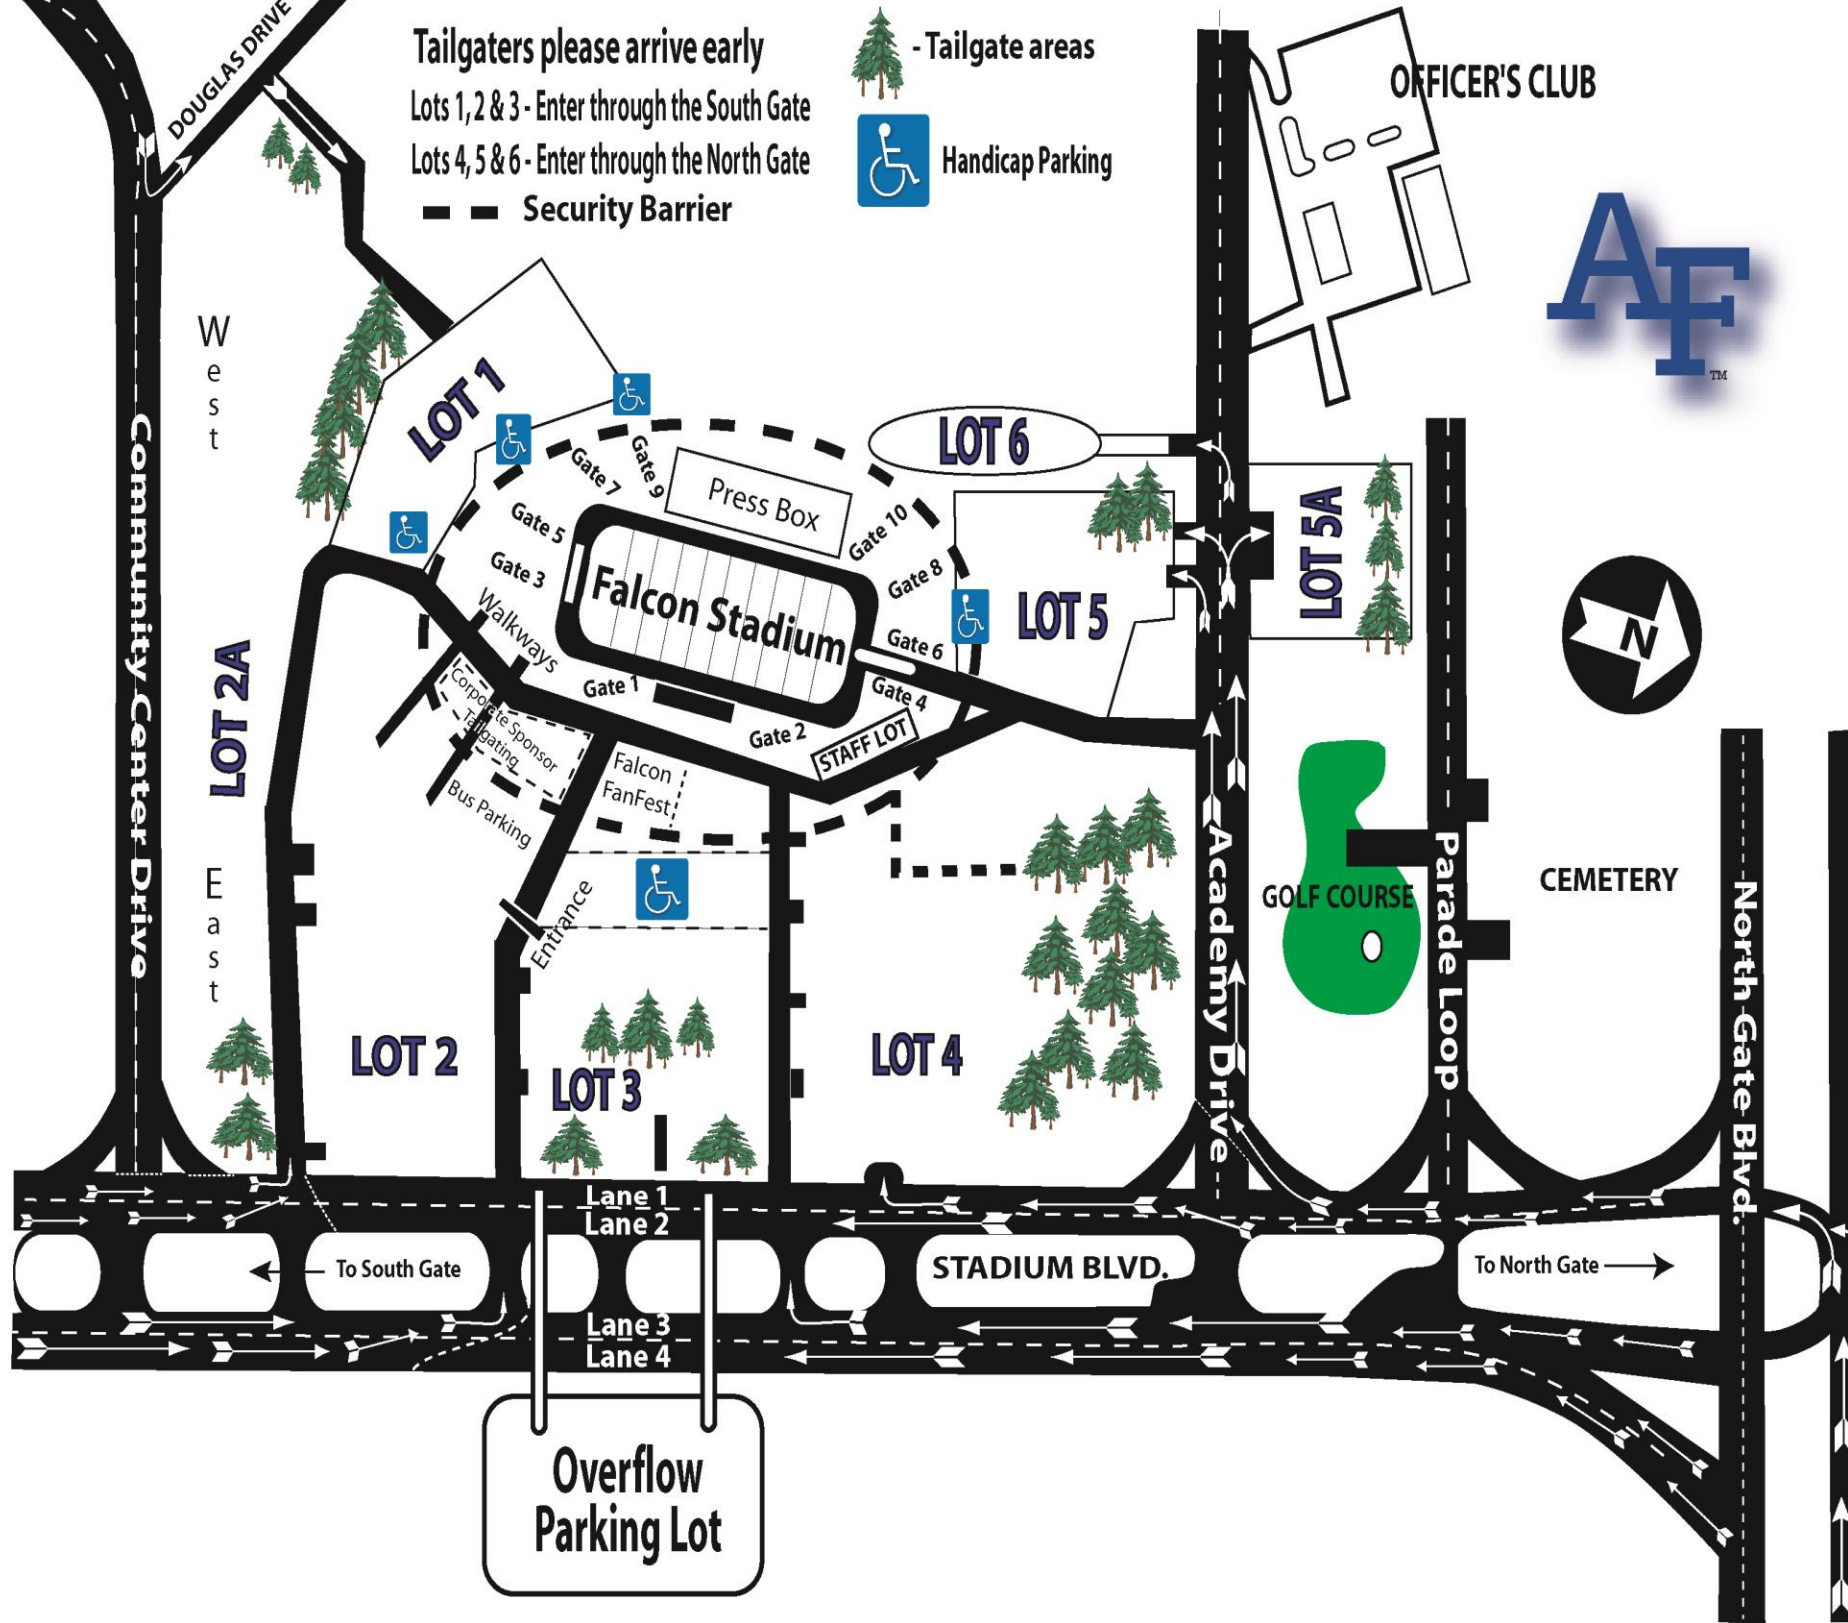 DOUGLAS DRIVE
Tailgaters please arrive early
Lots 1, 2 & 3 - Enter through the South Gate
Lots 4, 5 & 6 - Enter through the North Gate
Security Barrier
- Tailgate areas
Handicap Parking
OFFICER'S CLUB
AF
TM
West
East
Community Center Drive
LOT 1
LOT 2A
LOT 6
LOT 5A
LOT 5
Gate 9
Gate 7
Gate 5
Gate 3
Press Box
Gate 10
Gate 8
Gate 6
Gate 4
Gate 1
Gate 2
Falcon Stadium
Walkways
STAFF LOT
Corporate Sponsor
Tailgating
Bus Parking
Falcon
FanFest
Entrance
N
Academy Drive
GOLF COURSE
Parade Loop
CEMETERY
North Gate Blvd.
LOT 2
LOT 3
LOT 4
Lane 1
Lane 2
To South Gate
STADIUM BLVD.
To North Gate
Lane 3
Lane 4
Overflow
Parking Lot